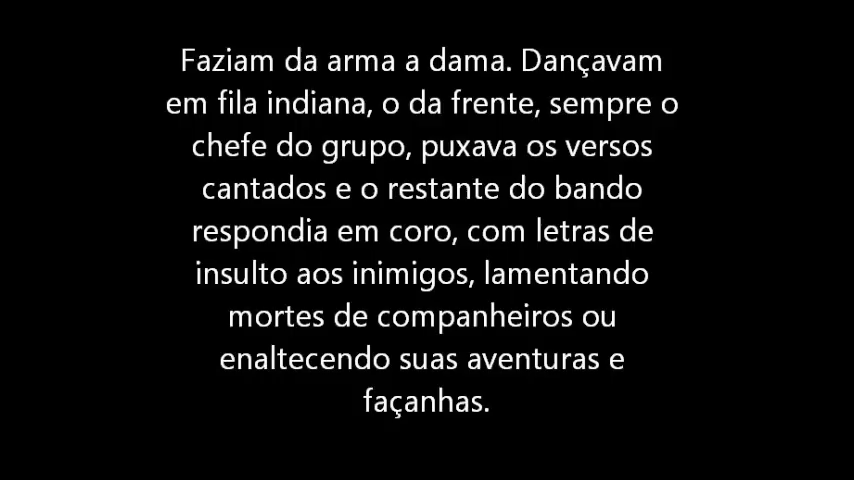 Faziam da arma a dama. Dançavam
em fila indiana, o da frente, sempre o
chefe do grupo, puxava os versos
cantados e o restante do bando
respondia em coro, com letras de
insulto aos inimigos, lamentando
mortes de companheiros ou
enaltecendo suas aventuras e
façanhas.